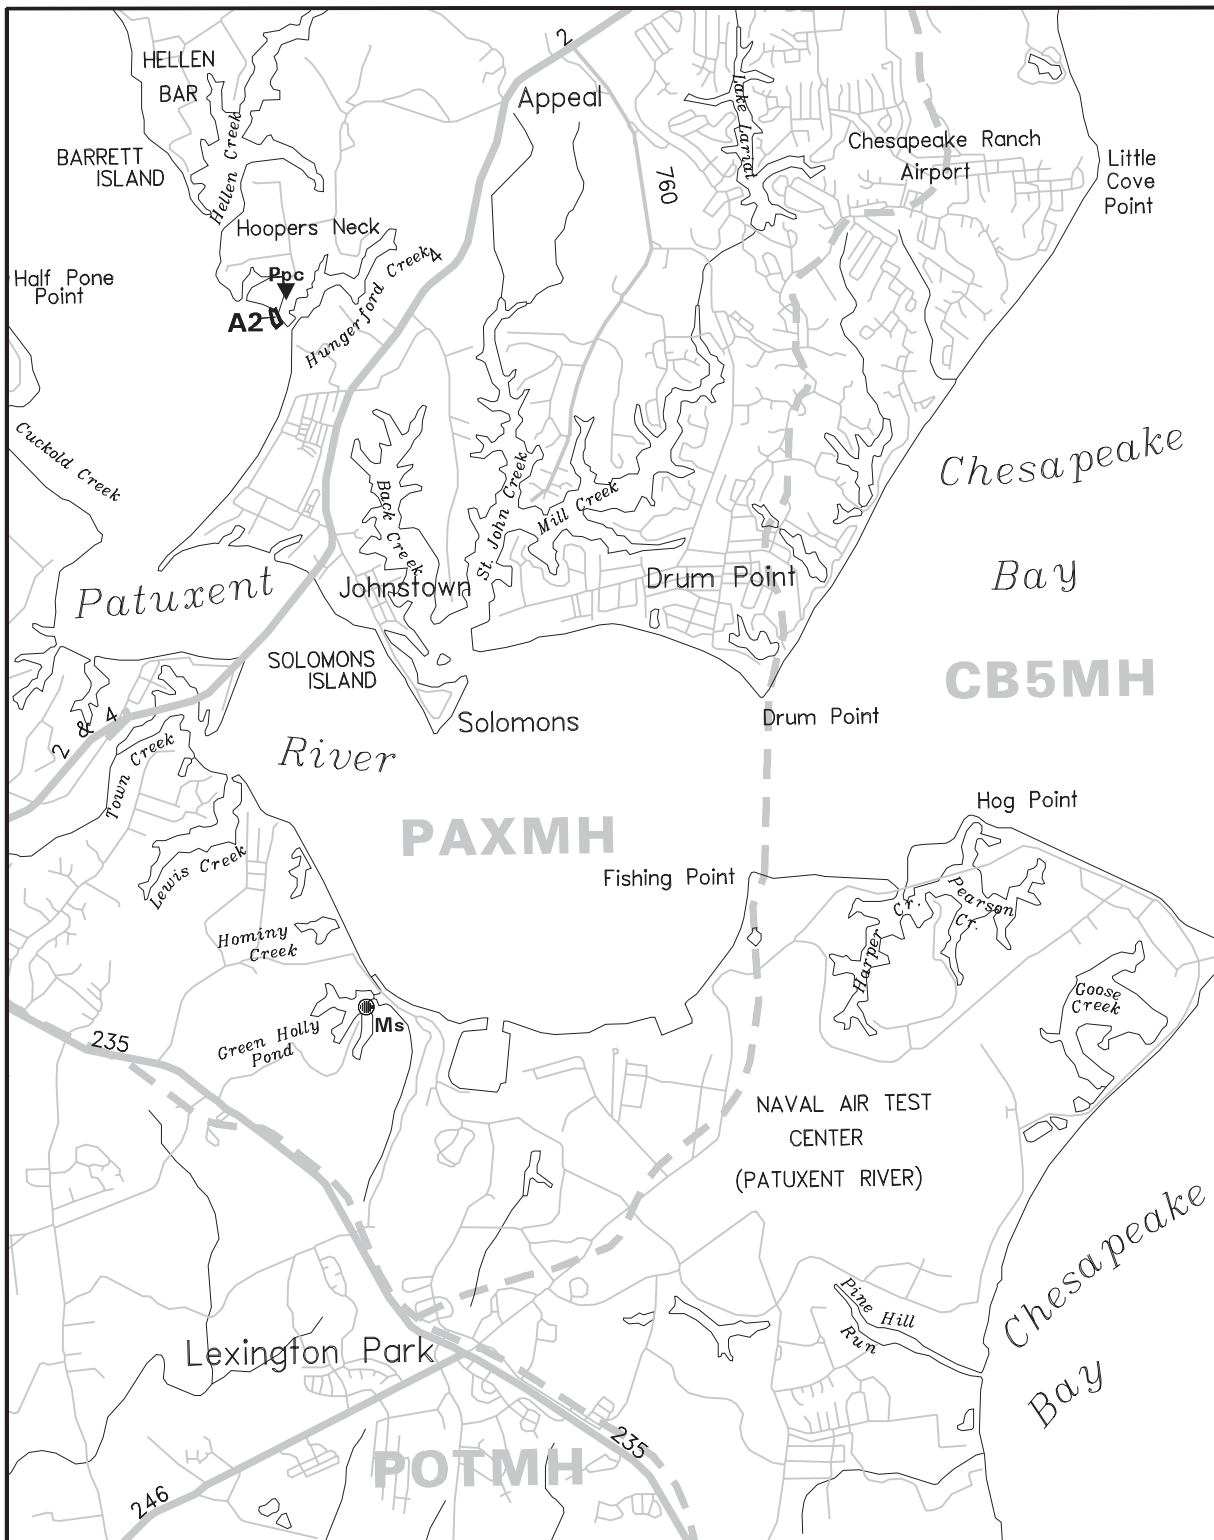 2
HELLEN
BAR
Appeal
Lake Lariat
Hellen Creek
Chesapeake Ranch
Airport
BARRETT
ISLAND
Little
Cove
Point
760
Hoopers Neck
4
Half Pone
Point
Ppc
A2
Hungerford Creek
Cuckold Creek
Chesapeake
Bay
Back Creek
St. John Creek
Mill Creek
Patuxent
Johnstown
Drum Point
SOLOMONS
ISLAND
CB5MH
Solomons
Drum Point
2 & 4
River
Town Creek
Hog Point
PAXMH
Lewis Creek
Fishing Point
Harper
Cr.
Pearson
Cr.
Hominy
Creek
Goose
Creek
Ms
Green Holly
Pond
235
NAVAL AIR TEST
CENTER
(PATUXENT RIVER)
Chesapeake
Bay
Pine Hill
Run
Lexington Park
235
POTMH
246